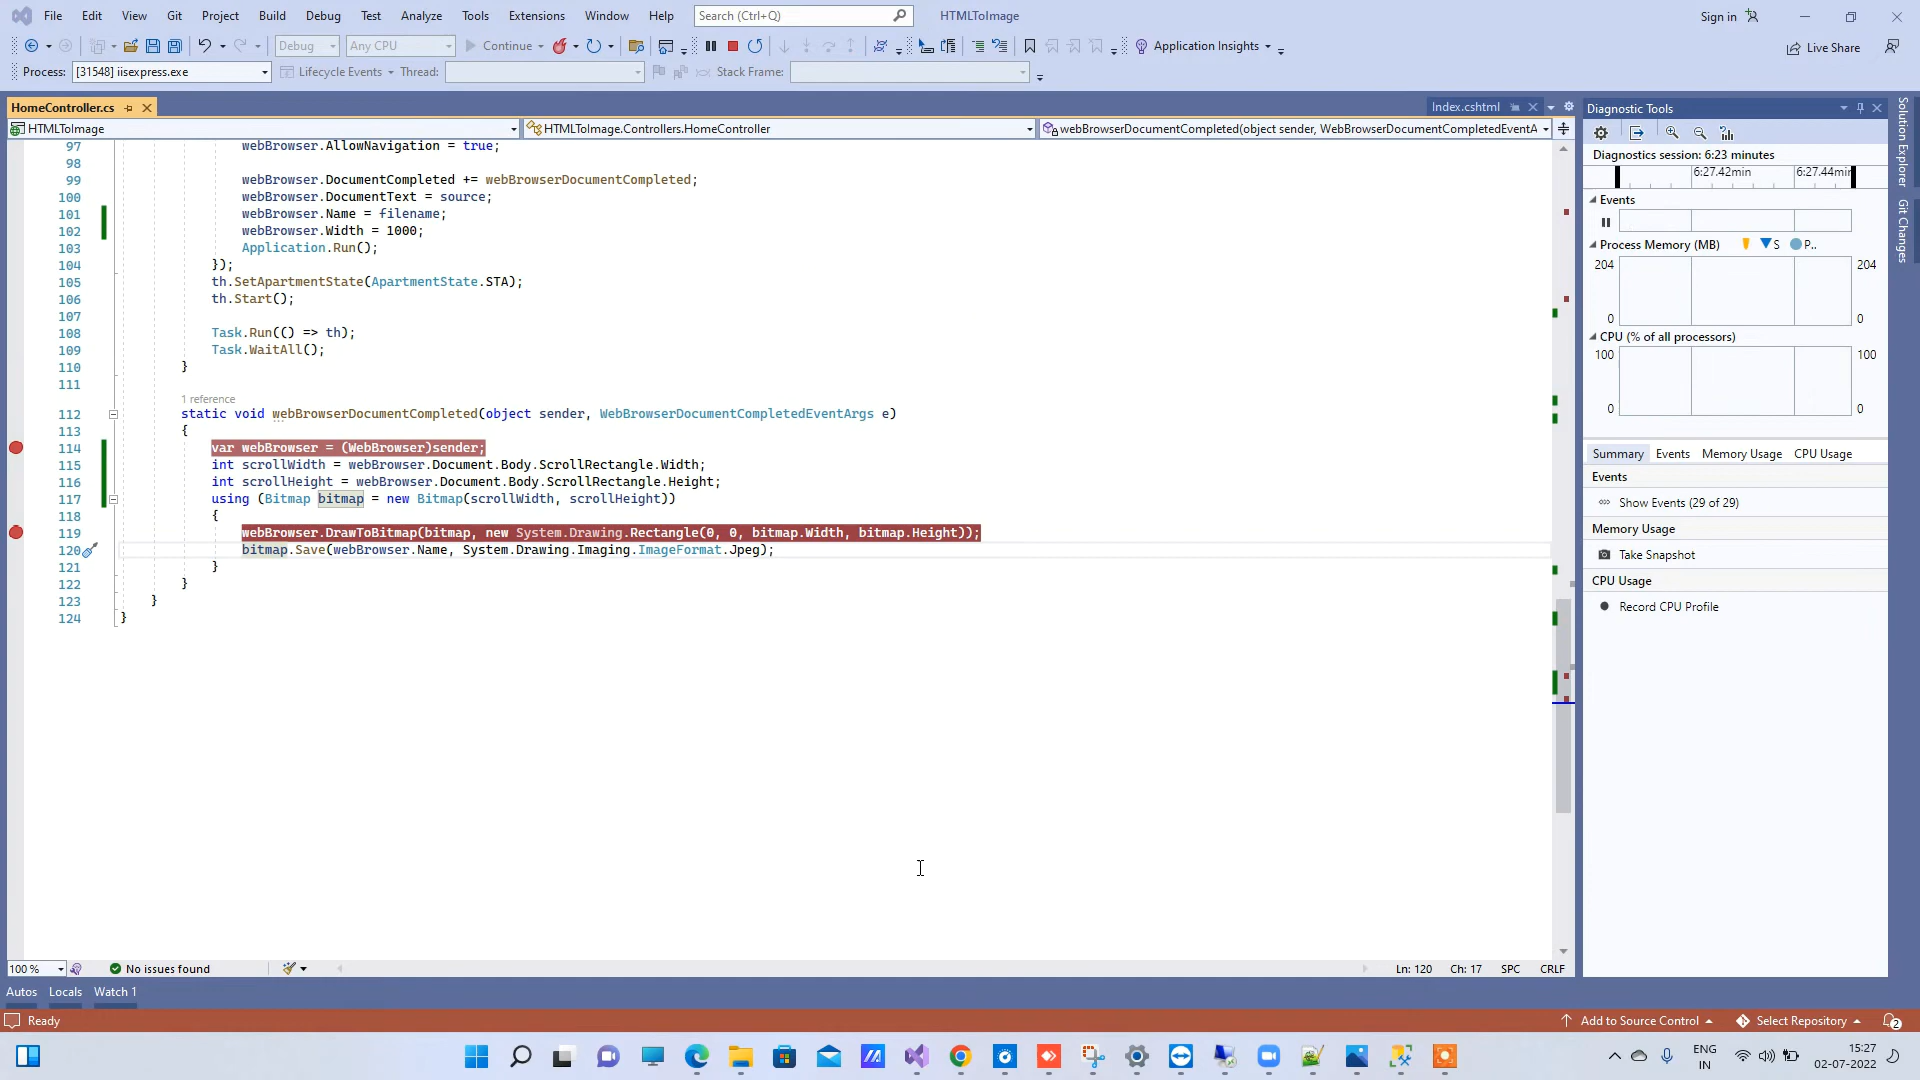 File Edit View Git Project Build Debug Test Analyze Tools Extensions Window Help Search (Ctrl+Q) HTMLToImage Sign in
Debug Any CPU Continue Application Insights Live Share
Process: [31548] iisexpress.exe Lifecycle Events Thread: Stack Frame:
HomeController.cs Index.cshtml
HTMLToImage HTMLToImage.Controllers.HomeController webBrowserDocumentCompleted(object sender, WebBrowserDocumentCompletedEventA
97 webBrowser.AllowNavigation = true;
98
99 webBrowser.DocumentCompleted += webBrowserDocumentCompleted;
100 webBrowser.DocumentText = source;
101 webBrowser.Name = filename;
102 webBrowser.Width = 1000;
103 Application.Run();
104 });
105 th.SetApartmentState(ApartmentState.STA);
106 th.Start();
107
108 Task.Run(() => th);
109 Task.WaitAll();
110 }
111
1 reference
112 static void webBrowserDocumentCompleted(object sender, WebBrowserDocumentCompletedEventArgs e)
113 {
114 var webBrowser = (WebBrowser)sender;
115 int scrollWidth = webBrowser.Document.Body.ScrollRectangle.Width;
116 int scrollHeight = webBrowser.Document.Body.ScrollRectangle.Height;
117 using (Bitmap bitmap = new Bitmap(scrollWidth, scrollHeight))
118 {
119 webBrowser.DrawToBitmap(bitmap, new System.Drawing.Rectangle(0, 0, bitmap.Width, bitmap.Height));
120 bitmap.Save(webBrowser.Name, System.Drawing.Imaging.ImageFormat.Jpeg);
121 }
122 }
123 }
124 }
Diagnostic Tools
Diagnostics session: 6:23 minutes
6:27.42min 6:27.44min
Events
Process Memory (MB) S P..
204 204
0 0
CPU (% of all processors)
100 100
0 0
Summary Events Memory Usage CPU Usage
Events
Show Events (29 of 29)
Memory Usage
Take Snapshot
CPU Usage
Record CPU Profile
Solution Explorer
Git Changes
100 % No issues found Ln: 120 Ch: 17 SPC CRLF
Autos Locals Watch 1
Ready Add to Source Control Select Repository 2
ENG
IN
15:27
02-07-2022